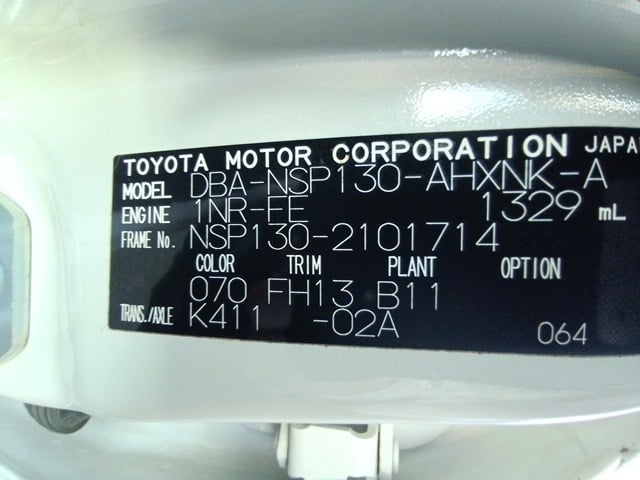 TOYOTA MOTOR CORPORATION JAPA
MODEL DBA-NSP130-AHXNK-A
ENGINE 1NR-FE 1329 mL
FRAME No. NSP130-2101714
COLOR TRIM PLANT OPTION
070 FH13 B11
TRANS./AXLE K411 -02A
064